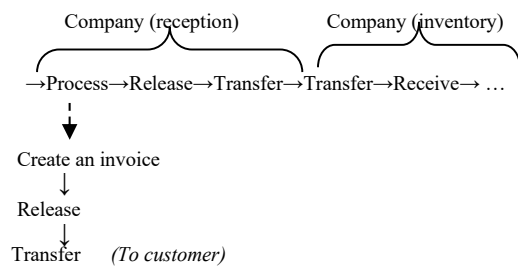 Company (reception) Company (inventory)
→Process→Release→Transfer→Transfer→Receive→ …
Create an invoice
Release
Transfer (To customer)